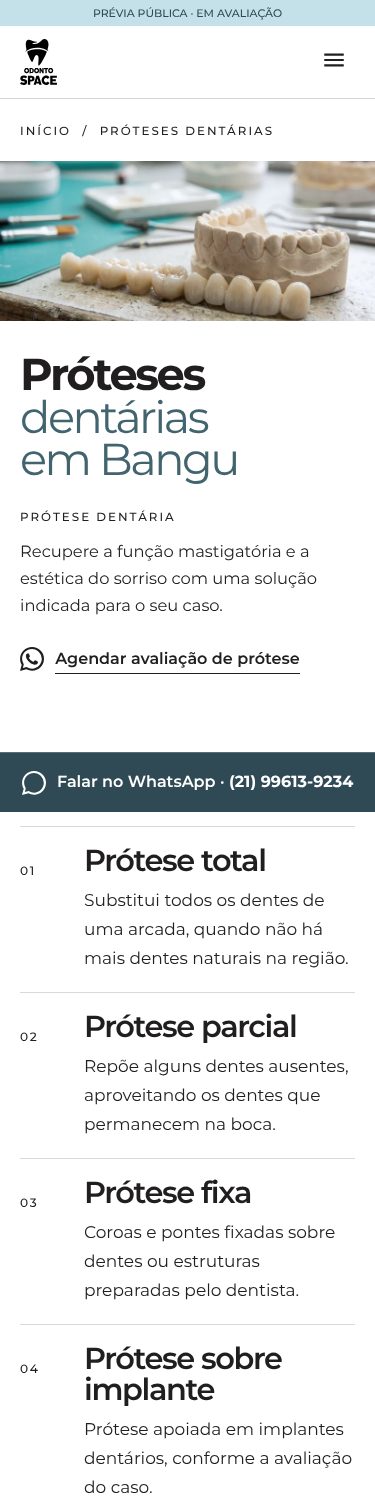 PRÉVIA PÚBLICA · EM AVALIAÇÃO
ODONTO
SPACE
INÍCIO / PRÓTESES DENTÁRIAS
Próteses
dentárias
em Bangu
PRÓTESE DENTÁRIA
Recupere a função mastigatória e a
estética do sorriso com uma solução
indicada para o seu caso.
Agendar avaliação de prótese
Falar no WhatsApp · (21) 99613-9234
01
Prótese total
Substitui todos os dentes de
uma arcada, quando não há
mais dentes naturais na região.
02
Prótese parcial
Repõe alguns dentes ausentes,
aproveitando os dentes que
permanecem na boca.
03
Prótese fixa
Coroas e pontes fixadas sobre
dentes ou estruturas
preparadas pelo dentista.
04
Prótese sobre
implante
Prótese apoiada em implantes
dentários, conforme a avaliação
do caso.